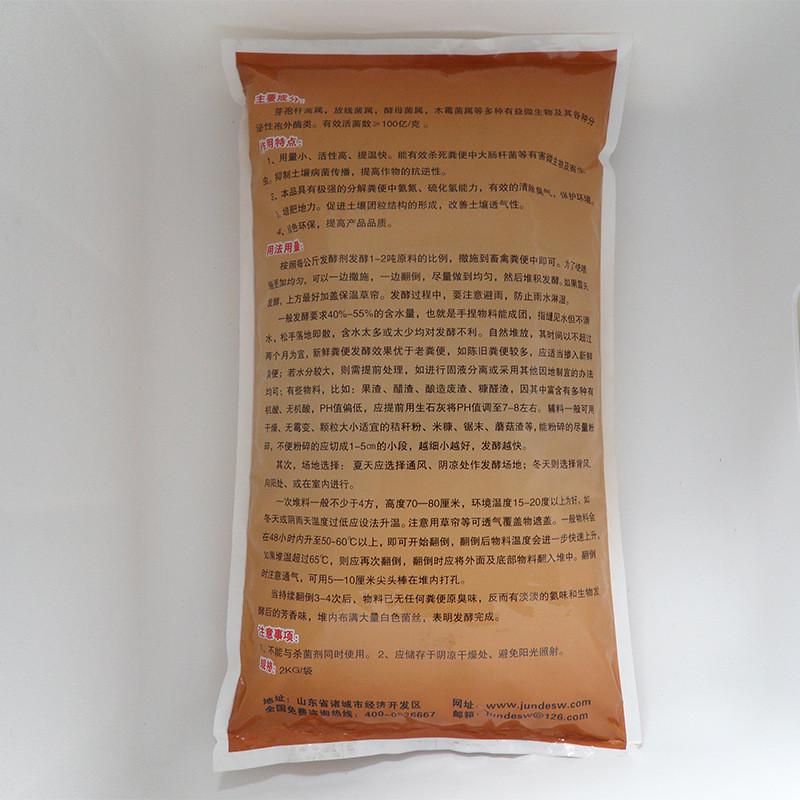 主要成分：
芽孢杆菌属，放线菌属，酵母菌属，木霉菌属等多种有益微生物及其各种分
泌性孢外酶类。有效活菌数≥100亿/克。
作用特点：
1、用量小、活性高、提温快。能有效杀死粪便中大肠杆菌等有害微生物及害
虫。抑制土壤病菌传播，提高作物的抗逆性。
2、本品具有极强的分解粪便中氨氮、硫化氢能力，有效的清除臭气，保护环境。
3、培肥地力。促进土壤团粒结构的形成，改善土壤透气性。
4、绿色环保，提高产品品质。
用法用量：
按照每公斤发酵剂发酵1-2吨原料的比例，撒施到畜禽粪便中即可。为了使喷
施更加均匀，可以一边撒施，一边翻倒，尽量做到均匀，然后堆积发酵。如果露天
发酵，上方最好加盖保温草帘。发酵过程中，要注意避雨，防止雨水淋湿。
一般发酵要求40%-55%的含水量，也就是手捏物料能成团，指缝见水但不滴
水，松手落地即散，含水太多或太少均对发酵不利。自然堆放，其时间以不超过
两个月为宜，新鲜粪便发酵效果优于老粪便，如陈旧粪便较多，应适当掺入新鲜
粪便；若水分较大，则需提前处理，如进行固液分离或采用其他因地制宜的办法
均可；有些物料，比如：果渣、醋渣、酿造废渣、糠醛渣，因其中富含有多种有
机酸、无机酸，PH值偏低，应提前用生石灰将PH值调至7-8左右。辅料一般可用
干燥、无霉变、颗粒大小适宜的秸秆粉、米糠、锯末、蘑菇渣等，能粉碎的尽量粉
碎，不便粉碎的应切成1-5cm的小段，越细小越好，发酵越快。
其次，场地选择：夏天应选择通风、阴凉处作发酵场地；冬天则选择背风、
向阳处、或在室内进行。
一次堆料一般不少于4方，高度70—80厘米，环境温度15-20度以上为好，如
冬天或阴雨天温度过低应设法升温。注意用草帘等可透气覆盖物遮盖。一般物料会
在48小时内升至50-60℃以上，即可开始翻倒，翻倒后物料温度会进一步快速上升，
如果堆温超过65℃，则应再次翻倒，翻倒时应将外面及底部物料翻入堆中。翻倒
时注意通气，可用5—10厘米尖头棒在堆内打孔。
当持续翻倒3-4次后，物料已无任何粪便原臭味，反而有淡淡的氨味和生物发
酵后的芳香味，堆内布满大量白色菌丝，表明发酵完成。
注意事项：
1、不能与杀菌剂同时使用。 2、应储存于阴凉干燥处、避免阳光照射。
规格：2KG/袋
地址：山东省诸城市经济开发区 网址：www.jundesw.com
全国免费咨询热线：400-0536667 邮箱：jundesw@126.com